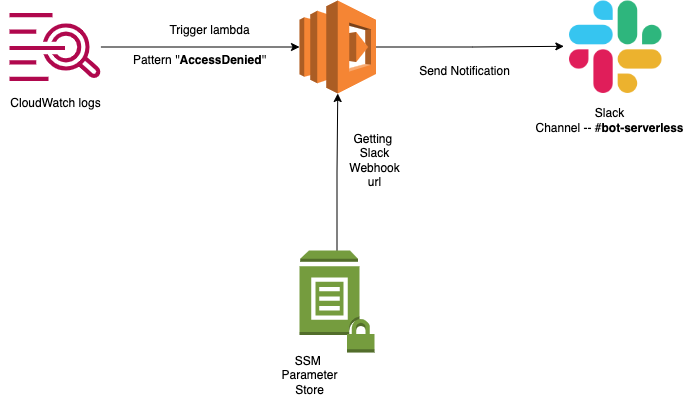 Trigger lambda
Pattern "AccessDenied"
CloudWatch logs
Send Notification
Slack
Channel -- #bot-serverless
Getting
Slack
Webhook
url
SSM
Parameter
Store